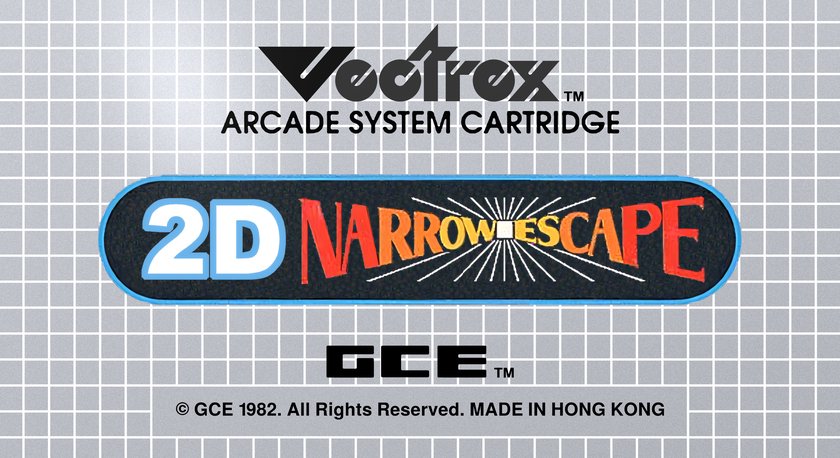 Vectrex™
ARCADE SYSTEM CARTRIDGE
2D NARROW ESCAPE
GCE™
© GCE 1982. All Rights Reserved. MADE IN HONG KONG